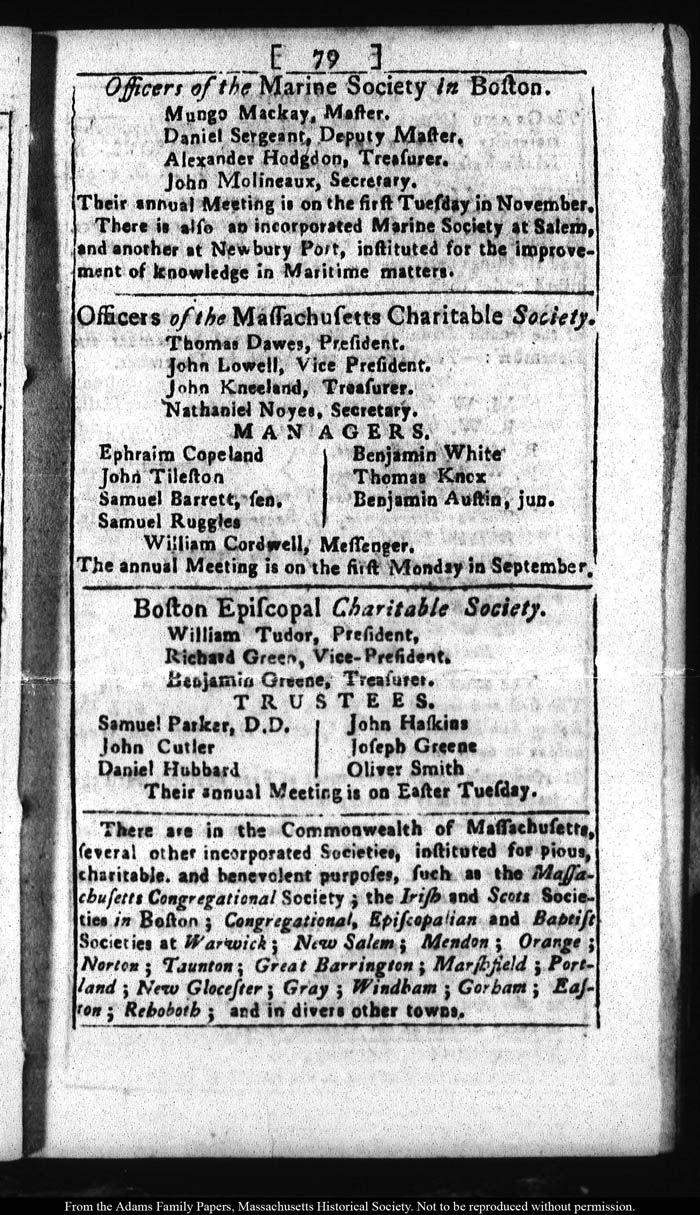 [ 79 ]
Officers of the Marine Society in Boſton.
Mungo Mackay, Maſter.
Daniel Sergeant, Deputy Maſter.
Alexander Hodgdon, Treaſurer.
John Molineaux, Secretary.
Their annual Meeting is on the firſt Tueſday in November.
There is alſo an incorporated Marine Society at Salem,
and another at Newbury Port, inſtituted for the improve-
ment of knowledge in Maritime matters.
Officers of the Maſſachuſetts Charitable Society.
Thomas Dawes, Preſident.
John Lowell, Vice Preſident.
John Kneeland, Treaſurer.
Nathaniel Noyes, Secretary.
MANAGERS.
Ephraim Copeland
John Tileſton
Samuel Barrett, ſen.
Samuel Ruggles
Benjamin White
Thomas Knox
Benjamin Auſtin, jun.
William Cordwell, Meſſenger.
The annual Meeting is on the firſt Monday in September.
Boſton Epiſcopal Charitable Society.
William Tudor, Preſident,
Richard Green, Vice-Preſident.
Benjamin Greene, Treaſurer.
TRUSTEES.
Samuel Parker, D.D.
John Cutler
Daniel Hubbard
John Haſkins
Joſeph Greene
Oliver Smith
Their annual Meeting is on Eaſter Tueſday.
There are in the Commonwealth of Maſſachuſetts,
ſeveral other incorporated Societies, inſtituted for pious,
charitable. and benevolent purpoſes, ſuch as the Maſſa-
chuſetts Congregational Society ; the Iriſh and Scots Socie-
ties in Boſton ; Congregational, Epiſcopalian and Baptiſt
Societies at Warwick ; New Salem ; Mendon ; Orange ;
Norton ; Taunton ; Great Barrington ; Marſhfield ; Port-
land ; New Gloceſter ; Gray ; Windham ; Gorham ; Eaſ-
ton ; Rehoboth ; and in divers other towns.
From the Adams Family Papers, Massachusetts Historical Society. Not to be reproduced without permission.